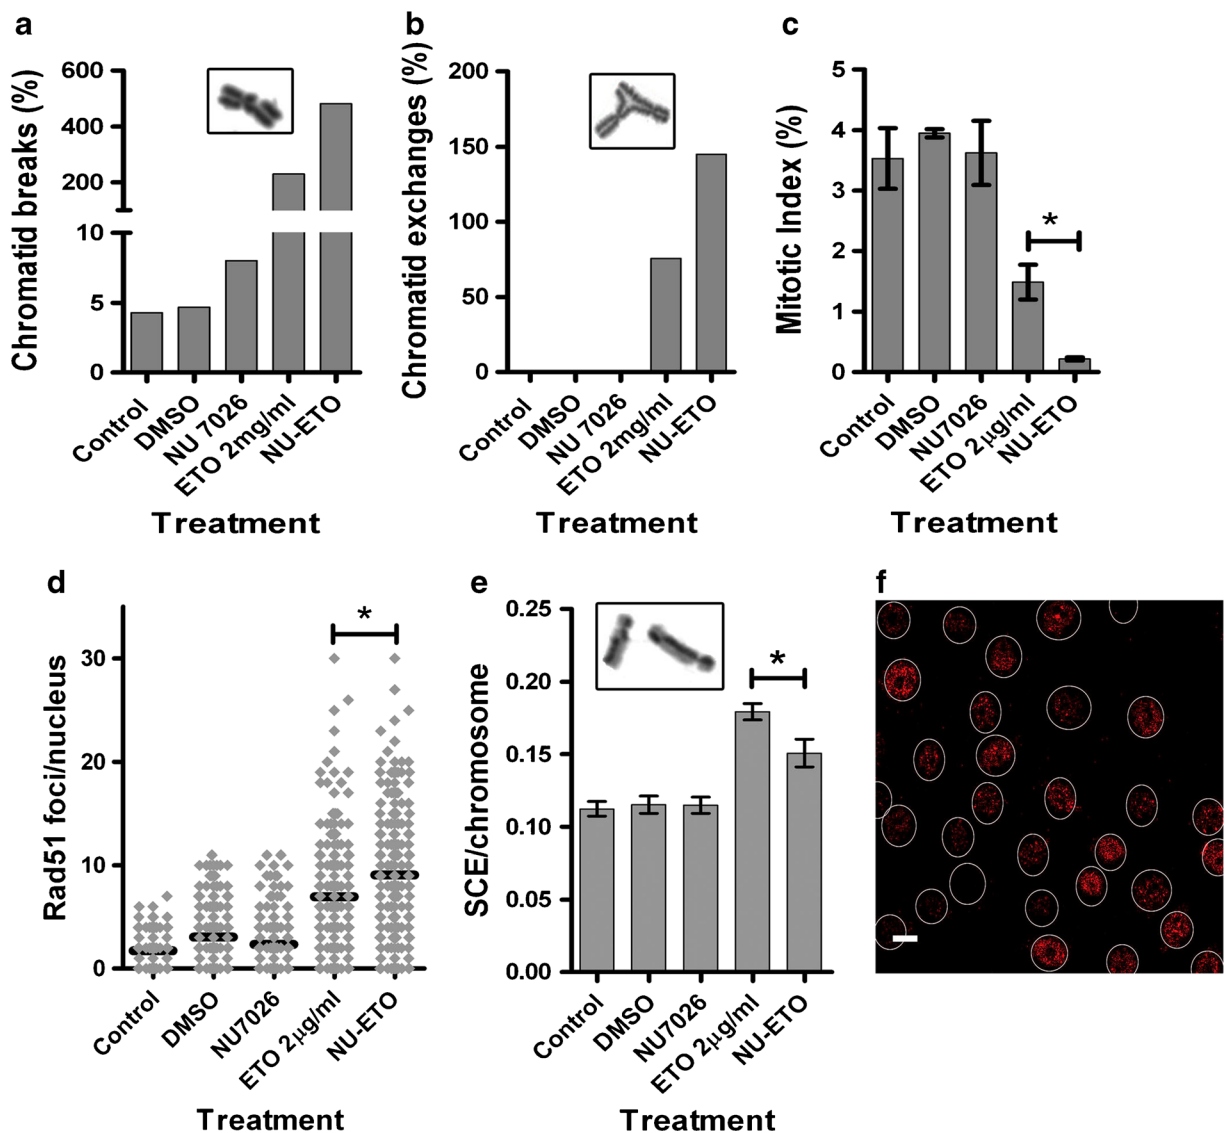 a
Chromatid breaks (%)
600
400
200
10
5
0
Control
DMSO
NU 7026
ETO 2mg/ml
NU-ETO
Treatment
b
Chromatid exchanges (%)
200
150
100
50
0
Control
DMSO
NU 7026
ETO 2mg/ml
NU-ETO
Treatment
c
Mitotic Index (%)
5
4
3
2
1
0
*
Control
DMSO
NU7026
ETO 2μg/ml
NU-ETO
Treatment
d
Rad51 foci/nucleus
30
20
10
0
*
Control
DMSO
NU7026
ETO 2μg/ml
NU-ETO
Treatment
e
SCE/chromosome
0.25
0.20
0.15
0.10
0.05
0.00
*
Control
DMSO
NU7026
ETO 2μg/ml
NU-ETO
Treatment
f